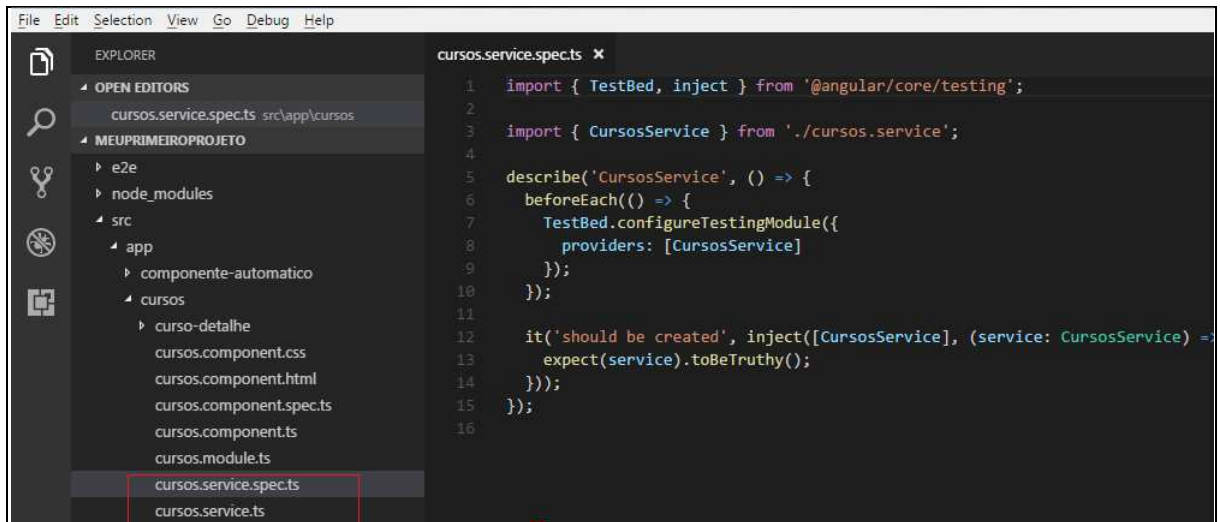 File Edit Selection View Go Debug Help
EXPLORER
OPEN EDITORS
cursos.service.spec.ts src\app\cursos
MEUPRIMEIROPROJETO
e2e
node_modules
src
app
componente-automatico
cursos
curso-detalhe
cursos.component.css
cursos.component.html
cursos.component.spec.ts
cursos.component.ts
cursos.module.ts
cursos.service.spec.ts
cursos.service.ts
cursos.service.spec.ts ×
1 import { TestBed, inject } from '@angular/core/testing';
2
3 import { CursosService } from './cursos.service';
4
5 describe('CursosService', () => {
6 beforeEach(() => {
7 TestBed.configureTestingModule({
8 providers: [CursosService]
9 });
10 });
11
12 it('should be created', inject([CursosService], (service: CursosService) =>
13 expect(service).toBeTruthy();
14 }));
15 });
16